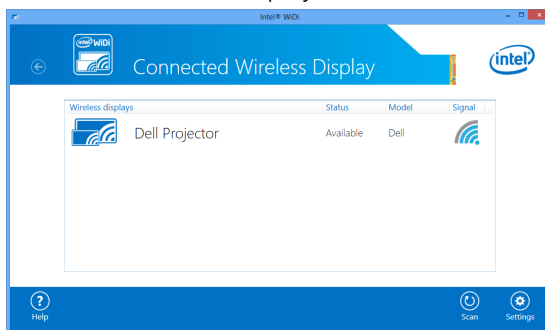 Intel® WiDi
intel WiDi
Connected Wireless Display
intel
Wireless displays Status Model Signal
Dell Projector Available Dell
Help Scan Settings